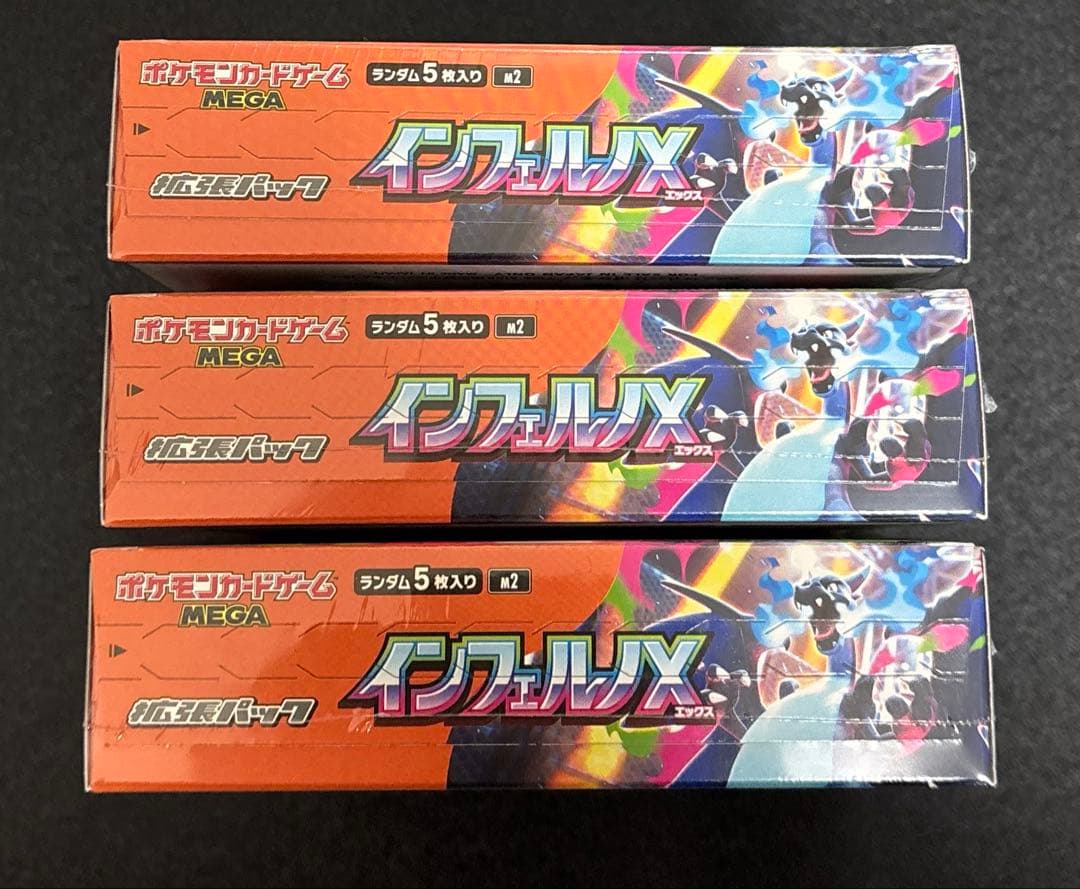 ポケモンカードゲーム
MEGA
ランダム5枚入り
M2
インフェルノX
エックス
拡張パック
ポケモンカードゲーム
MEGA
ランダム5枚入り
M2
インフェルノX
エックス
拡張パック
ポケモンカードゲーム
MEGA
ランダム5枚入り
M2
インフェルノX
エックス
拡張パック